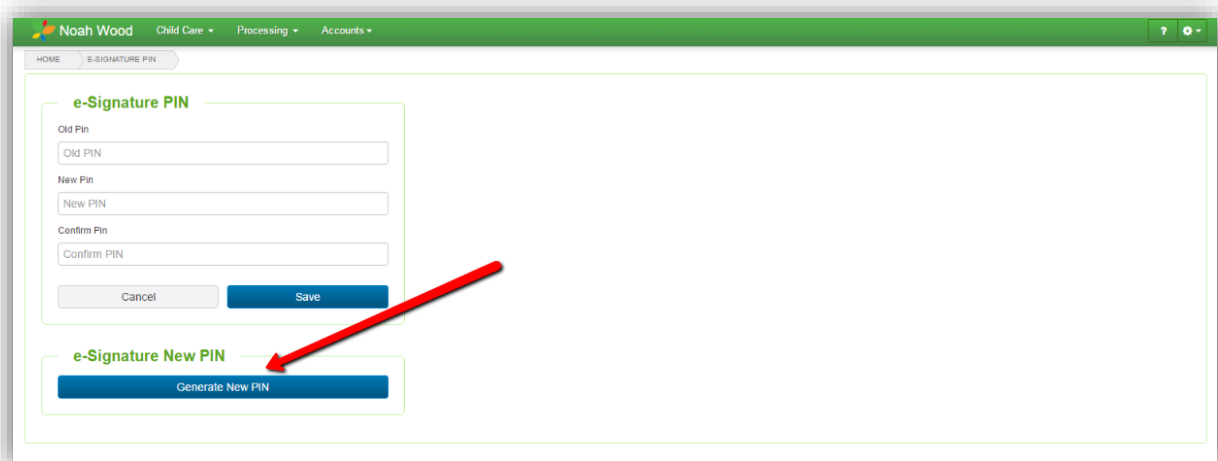 Noah Wood Child Care Processing Accounts ?
HOME E-SIGNATURE PIN
e-Signature PIN
Old Pin
Old PIN
New Pin
New PIN
Confirm Pin
Confirm PIN
Cancel Save
e-Signature New PIN
Generate New PIN